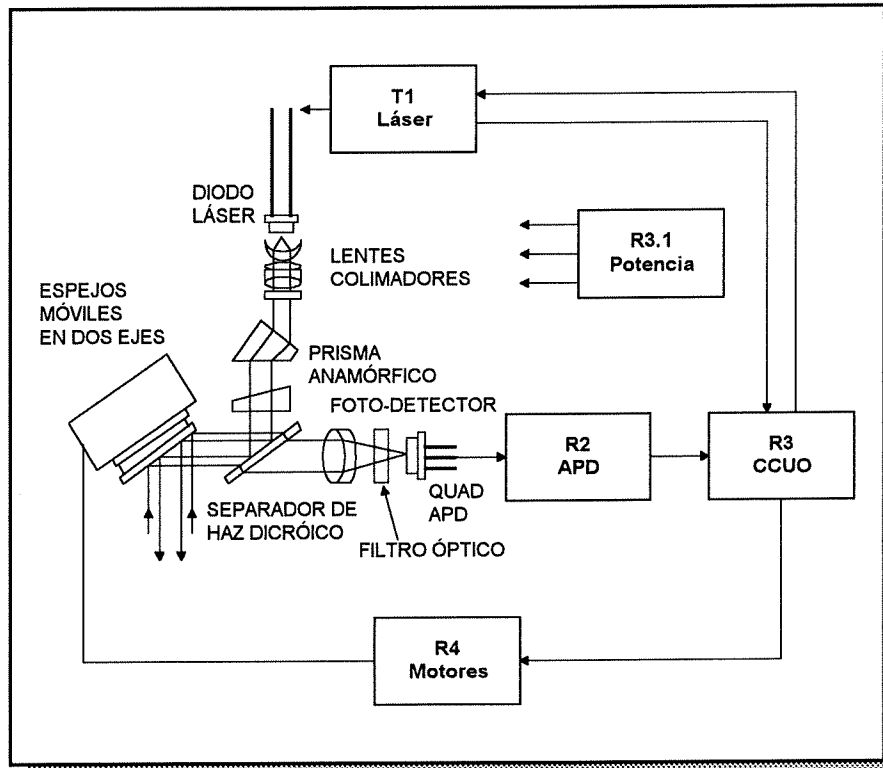 T1
Láser
DIODO
LÁSER
R3.1
Potencia
LENTES
COLIMADORES
ESPEJOS
MÓVILES
EN DOS EJES
PRISMA
ANAMÓRFICO
FOTO-DETECTOR
R2
APD
R3
CCUO
QUAD
APD
SEPARADOR DE
HAZ DICRÓICO
FILTRO ÓPTICO
R4
Motores